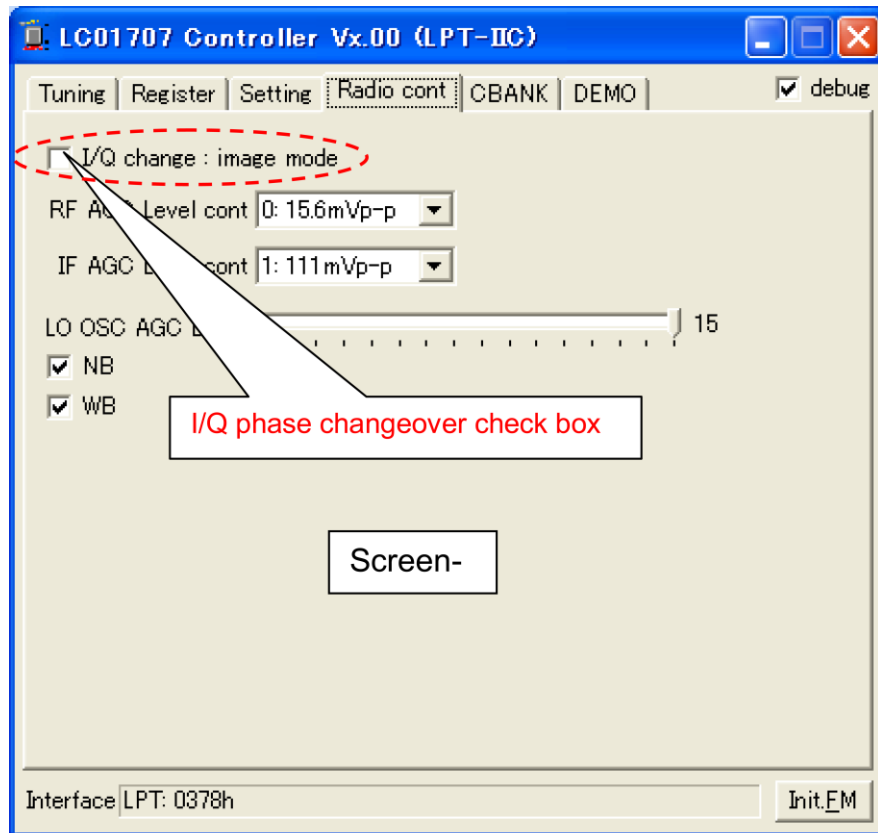 LC01707 Controller Vx.00 (LPT-IIC)
Tuning Register Setting Radio cont CBANK DEMO debug
I/Q change : image mode
RF AGC Level cont 0: 15.6mVp-p
IF AGC cont 1: 111mVp-p
LO OSC AGC 15
NB
WB
I/Q phase changeover check box
Screen-
Interface LPT: 0378h Init.FM